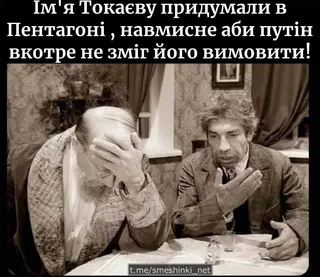 Ім'я Токаєву придумали в
Пентагоні , навмисне аби путін
вкотре не зміг його вимовити!
t.me/smeshinki_net